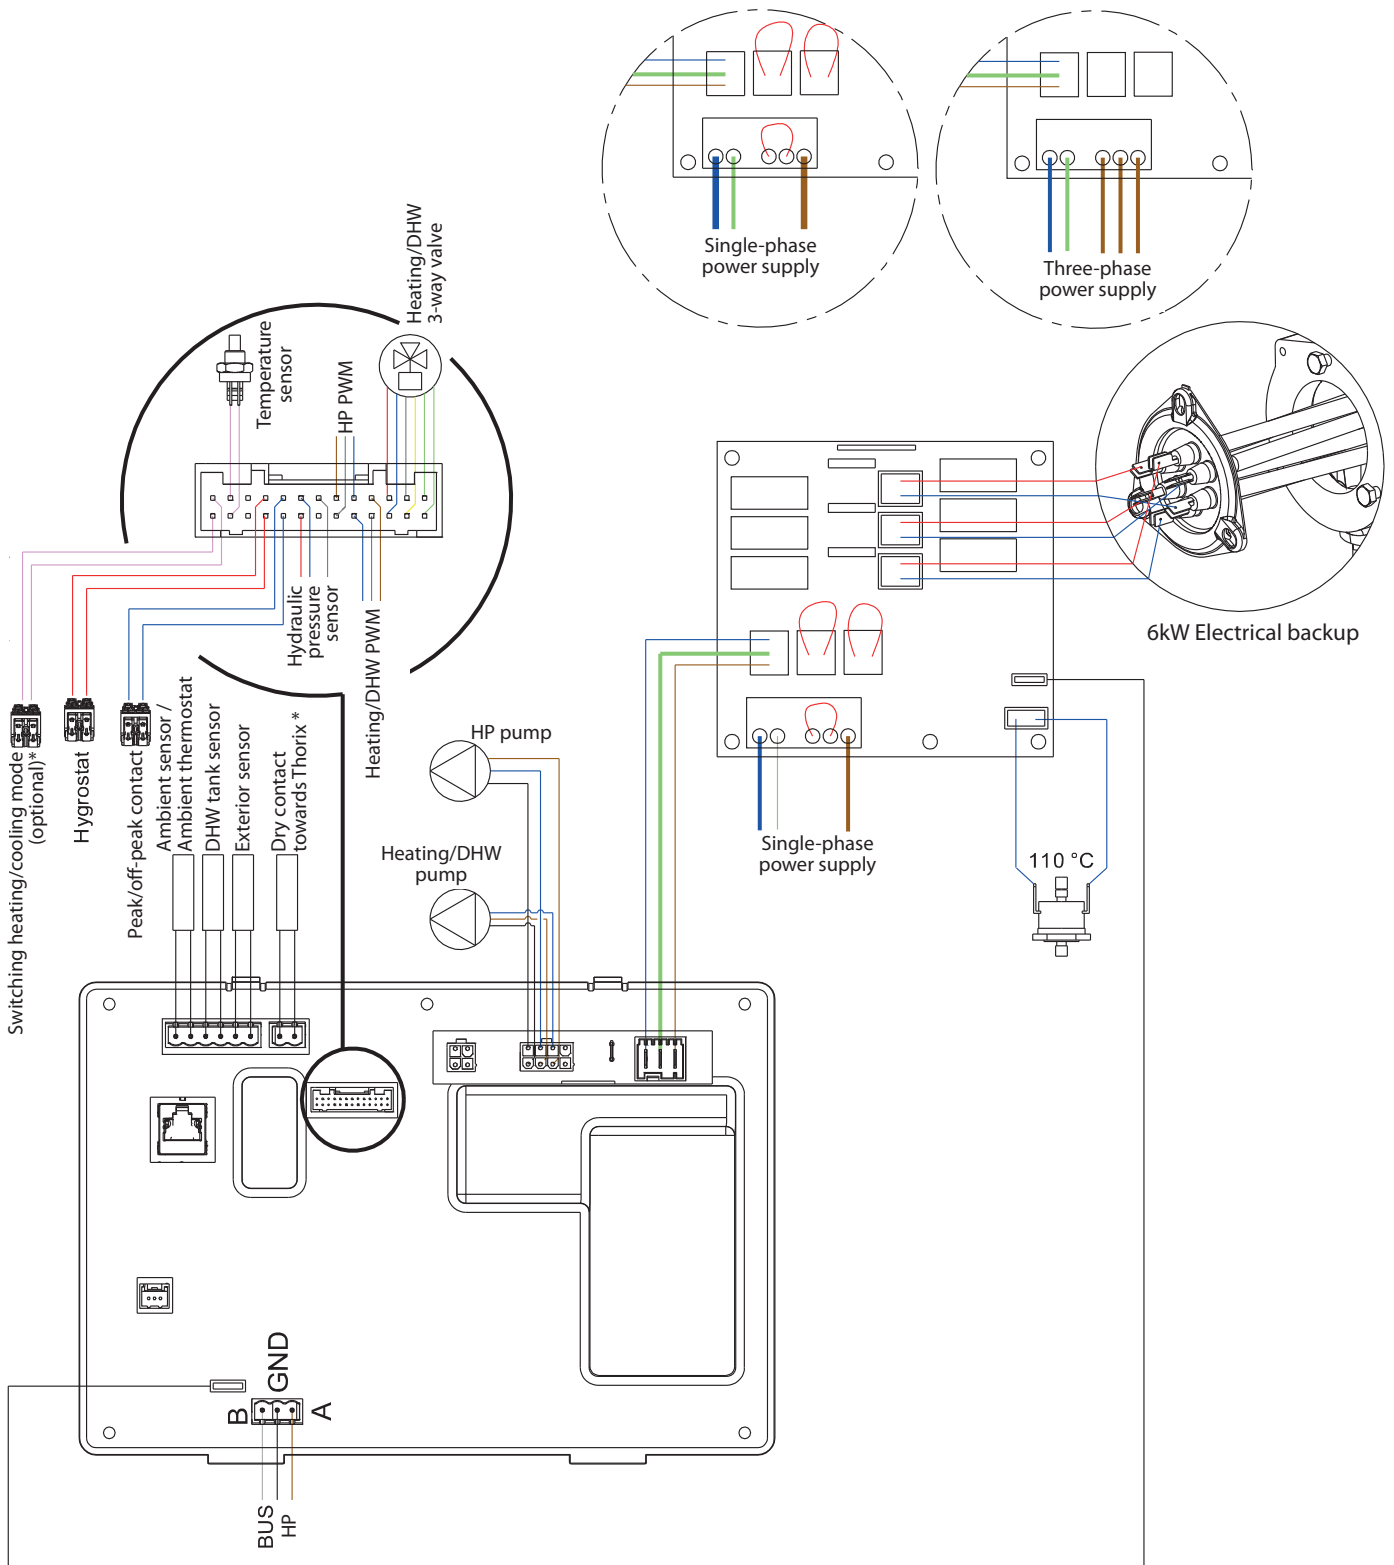 Single-phase
power supply
Three-phase
power supply
Heating/DHW
3-way valve
Temperature
sensor
HP PWM
Hydraulic
pressure
sensor
Heating/DHW PWM
6kW Electrical backup
Switching heating/cooling mode
(optional)*
Hygrostat
Peak/off-peak contact
Ambient sensor /
Ambient thermostat
DHW tank sensor
Exterior sensor
Dry contact
towards Thorix *
HP pump
Heating/DHW
pump
Single-phase
power supply
110 °C
B
GND
A
BUS
HP